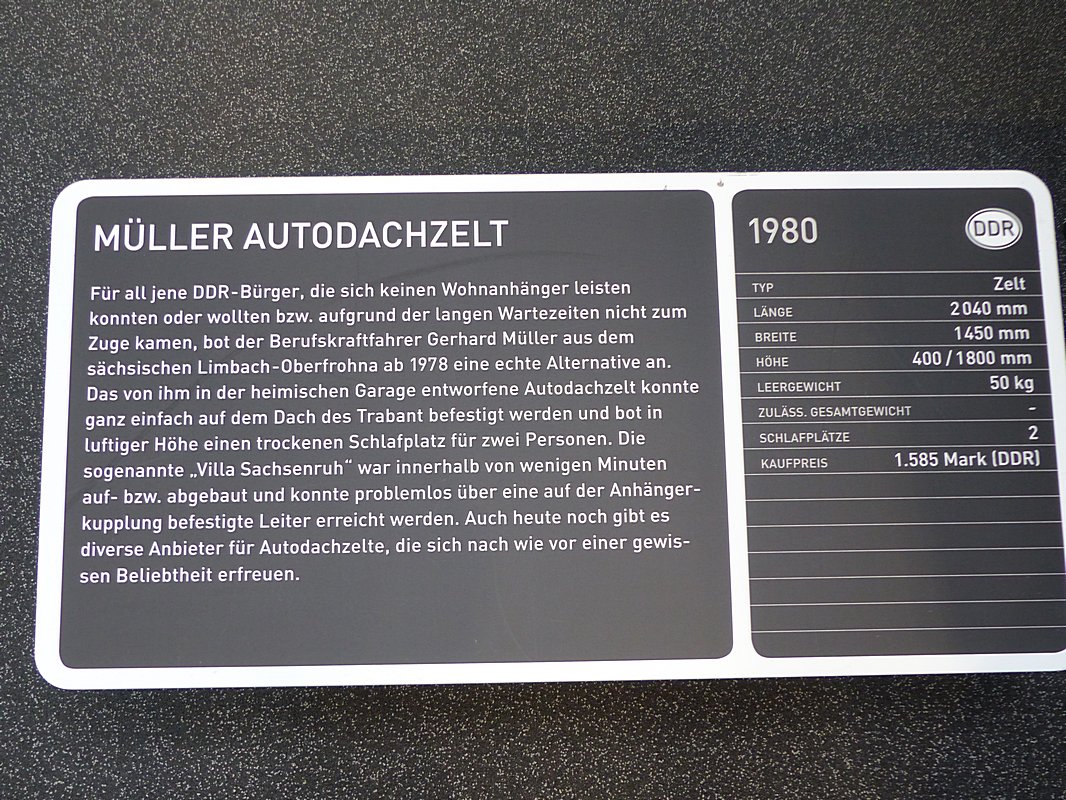 MÜLLER AUTODACHZELT
Für all jene DDR-Bürger, die sich keinen Wohnanhänger leisten
konnten oder wollten bzw. aufgrund der langen Wartezeiten nicht zum
Zuge kamen, bot der Berufskraftfahrer Gerhard Müller aus dem
sächsischen Limbach-Oberfrohna ab 1978 eine echte Alternative an.
Das von ihm in der heimischen Garage entworfene Autodachzelt konnte
ganz einfach auf dem Dach des Trabant befestigt werden und bot in
luftiger Höhe einen trockenen Schlafplatz für zwei Personen. Die
sogenannte „Villa Sachsenruh“ war innerhalb von wenigen Minuten
auf- bzw. abgebaut und konnte problemlos über eine auf der Anhänger-
kupplung befestigte Leiter erreicht werden. Auch heute noch gibt es
diverse Anbieter für Autodachzelte, die sich nach wie vor einer gewis-
sen Beliebtheit erfreuen.
1980 DDR
TYP Zelt
LÄNGE 2 040 mm
BREITE 1 450 mm
HÖHE 400 / 1 800 mm
LEERGEWICHT 50 kg
ZULÄSS. GESAMTGEWICHT -
SCHLAFPLÄTZE 2
KAUFPREIS 1.585 Mark (DDR)